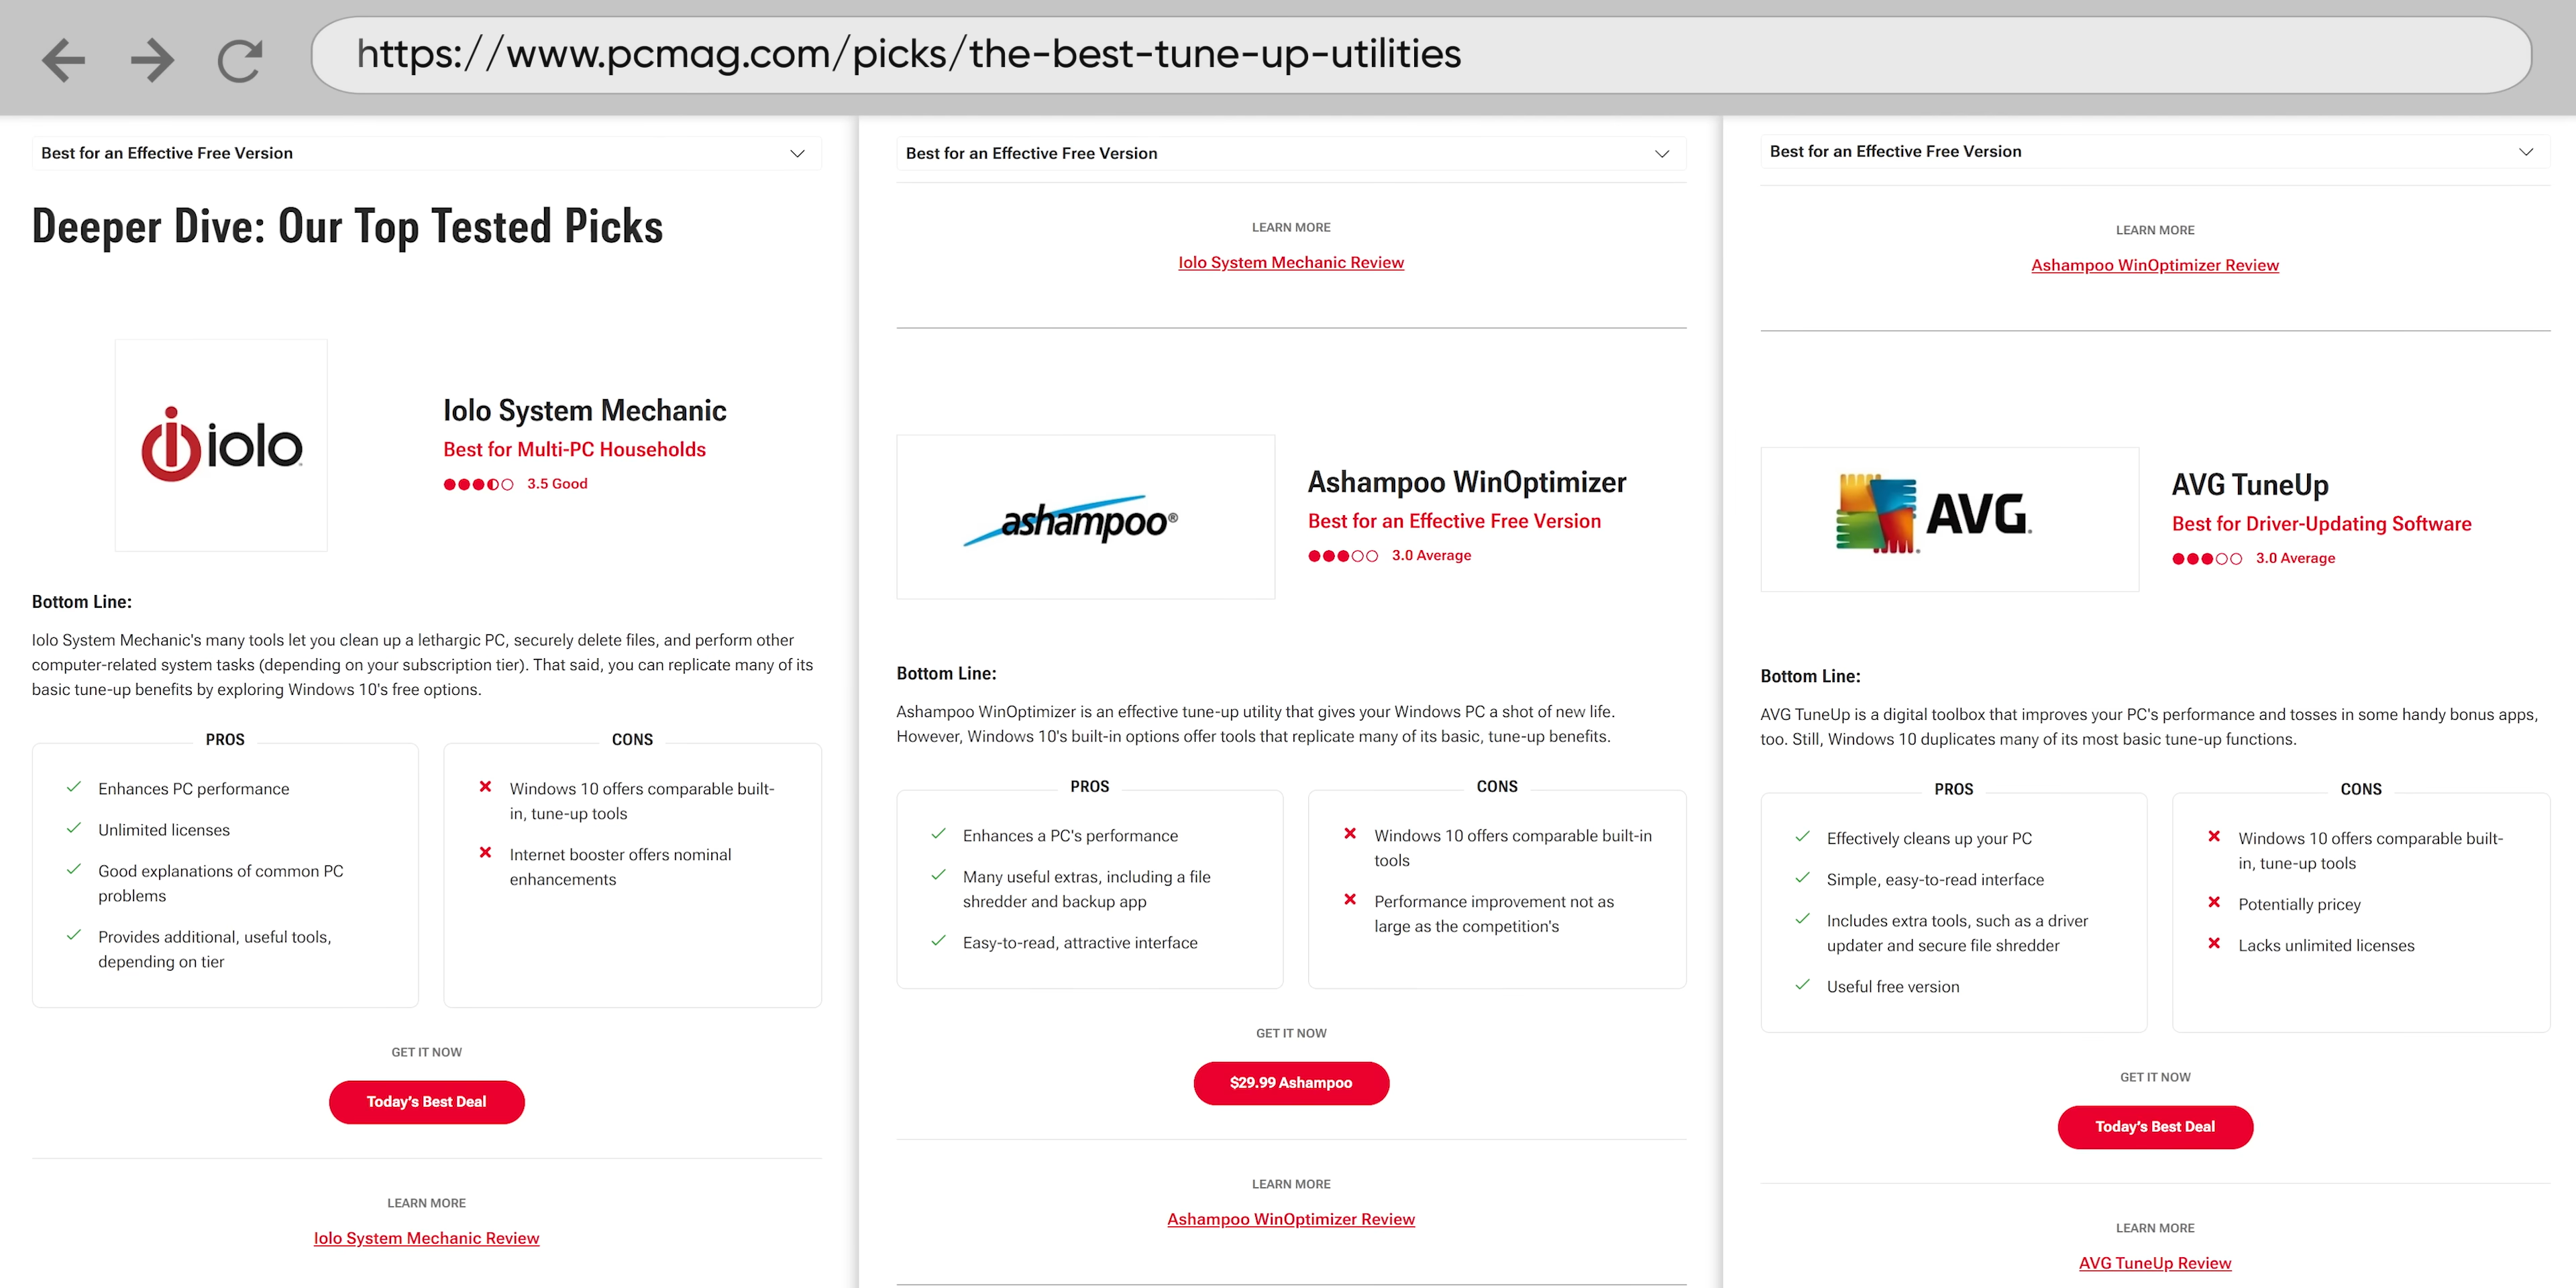 https://www.pcmag.com/picks/the-best-tune-up-utilities
Best for an Effective Free Version
Deeper Dive: Our Top Tested Picks
iolo
Iolo System Mechanic
Best for Multi-PC Households
3.5 Good
Bottom Line:
Iolo System Mechanic's many tools let you clean up a lethargic PC, securely delete files, and perform other
computer-related system tasks (depending on your subscription tier). That said, you can replicate many of its
basic tune-up benefits by exploring Windows 10's free options.
PROS
Enhances PC performance
Unlimited licenses
Good explanations of common PC
problems
Provides additional, useful tools,
depending on tier
CONS
Windows 10 offers comparable built-
in, tune-up tools
Internet booster offers nominal
enhancements
GET IT NOW
Today's Best Deal
LEARN MORE
Iolo System Mechanic Review
Best for an Effective Free Version
LEARN MORE
Iolo System Mechanic Review
ashampoo®
Ashampoo WinOptimizer
Best for an Effective Free Version
3.0 Average
Bottom Line:
Ashampoo WinOptimizer is an effective tune-up utility that gives your Windows PC a shot of new life.
However, Windows 10's built-in options offer tools that replicate many of its basic, tune-up benefits.
PROS
Enhances a PC's performance
Many useful extras, including a file
shredder and backup app
Easy-to-read, attractive interface
CONS
Windows 10 offers comparable built-in
tools
Performance improvement not as
large as the competition's
GET IT NOW
$29.99 Ashampoo
LEARN MORE
Ashampoo WinOptimizer Review
Best for an Effective Free Version
LEARN MORE
Ashampoo WinOptimizer Review
AVG
AVG TuneUp
Best for Driver-Updating Software
3.0 Average
Bottom Line:
AVG TuneUp is a digital toolbox that improves your PC's performance and tosses in some handy bonus apps,
too. Still, Windows 10 duplicates many of its most basic tune-up functions.
PROS
Effectively cleans up your PC
Simple, easy-to-read interface
Includes extra tools, such as a driver
updater and secure file shredder
Useful free version
CONS
Windows 10 offers comparable built-
in, tune-up tools
Potentially pricey
Lacks unlimited licenses
GET IT NOW
Today's Best Deal
LEARN MORE
AVG TuneUp Review